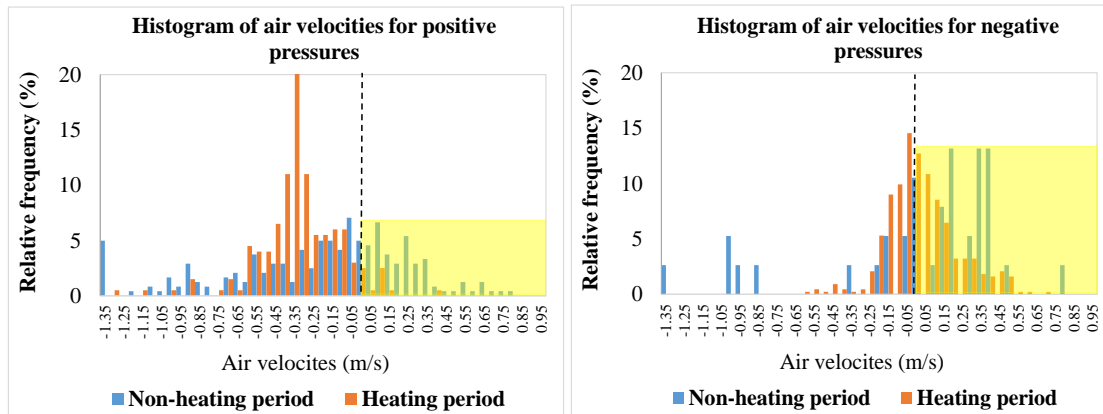 Histogram of air velocities for positive
pressures
Relative frequency (%)
20
15
10
5
0
-1.35 -1.25 -1.15 -1.05 -0.95 -0.85 -0.75 -0.65 -0.55 -0.45 -0.35 -0.25 -0.15 -0.05 0.05 0.15 0.25 0.35 0.45 0.55 0.65 0.75 0.85 0.95
Air velocites (m/s)
Non-heating period Heating period
Histogram of air velocities for negative
pressures
Relative frequency (%)
20
15
10
5
0
-1.35 -1.25 -1.15 -1.05 -0.95 -0.85 -0.75 -0.65 -0.55 -0.45 -0.35 -0.25 -0.15 -0.05 0.05 0.15 0.25 0.35 0.45 0.55 0.65 0.75 0.85 0.95
Air velocites (m/s)
Non-heating period Heating period